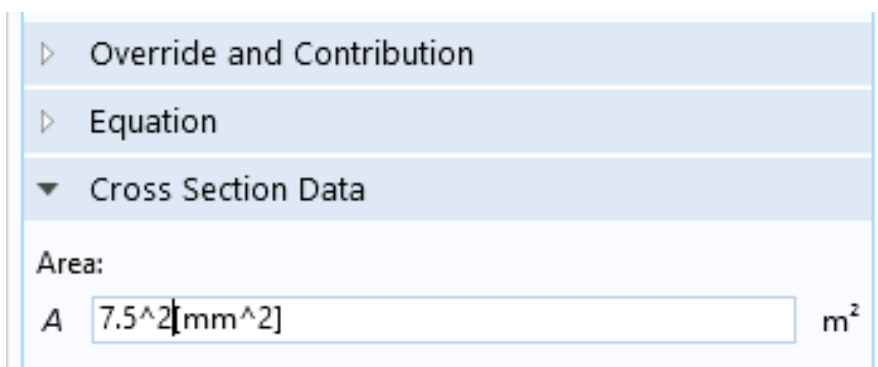 Override and Contribution
Equation
Cross Section Data
Area:
A 7.5^2[mm^2] m²